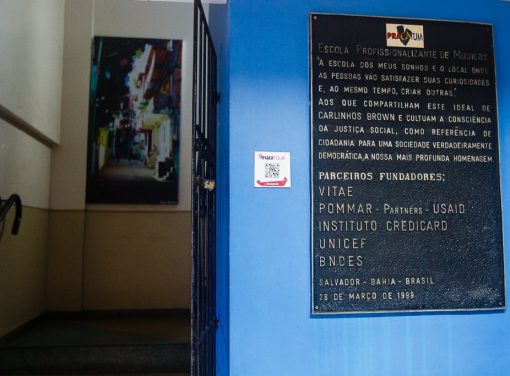 PRACATUM
ESCOLA PROFISSIONALIZANTE DE MÚSICOS
"A ESCOLA DOS MEUS SONHOS É O LOCAL ONDE
AS PESSOAS VÃO SATISFAZER SUAS CURIOSIDADES
E, AO MESMO TEMPO, CRIAR OUTRAS."
AOS QUE COMPARTILHAM ESTE IDEAL DE
CARLINHOS BROWN E CULTUAM A CONSCIÊNCIA
DA JUSTIÇA SOCIAL, COMO REFERÊNCIA DE
CIDADANIA PARA UMA SOCIEDADE VERDADEIRAMENTE
DEMOCRÁTICA, A NOSSA MAIS PROFUNDA HOMENAGEM.
PARCEIROS FUNDADORES:
VITAE
POMMAR - PARTNERS - USAID
INSTITUTO CREDICARD
UNICEF
BNDES
SALVADOR - BAHIA - BRASIL
28 DE MARÇO DE 1999